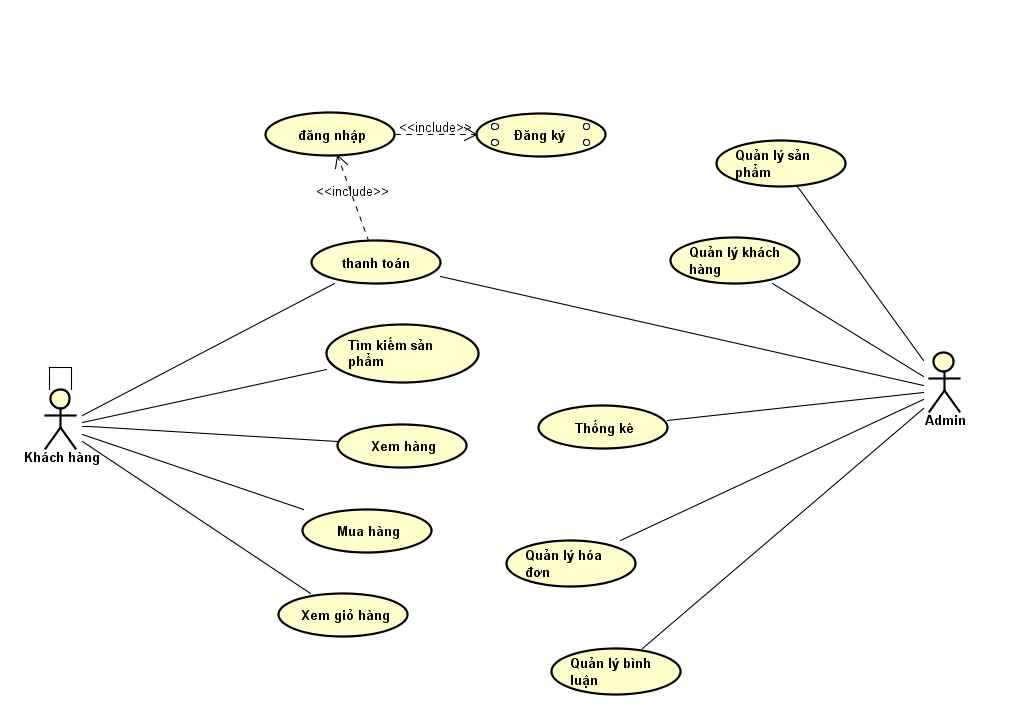 đăng nhập
<<include>>
Đăng ký
Quản lý sản
phẩm
<<include>>
thanh toán
Quản lý khách
hàng
Tìm kiếm sản
phẩm
Admin
Thống kê
Xem hàng
Khách hàng
Mua hàng
Quản lý hóa
đơn
Xem giỏ hàng
Quản lý bình
luận